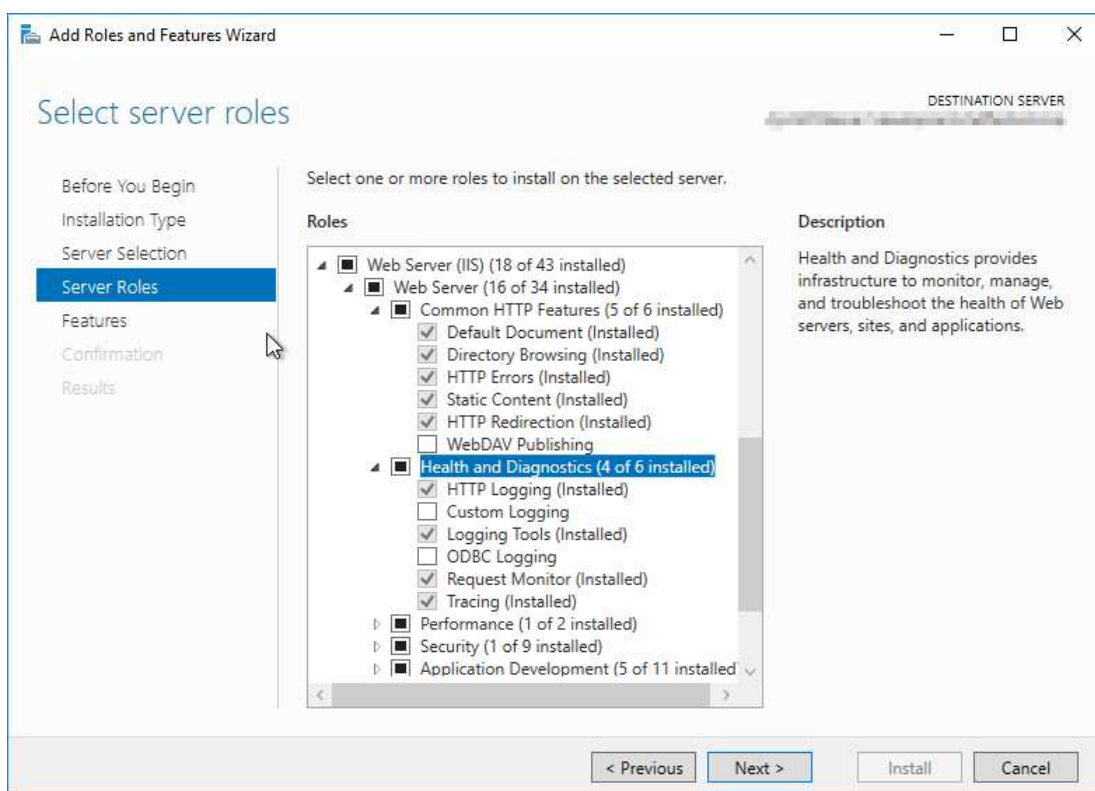 Add Roles and Features Wizard
Select server roles
DESTINATION SERVER
Before You Begin
Installation Type
Server Selection
Server Roles
Features
Confirmation
Results
Select one or more roles to install on the selected server.
Roles
Web Server (IIS) (18 of 43 installed)
Web Server (16 of 34 installed)
Common HTTP Features (5 of 6 installed)
Default Document (Installed)
Directory Browsing (Installed)
HTTP Errors (Installed)
Static Content (Installed)
HTTP Redirection (Installed)
WebDAV Publishing
Health and Diagnostics (4 of 6 installed)
HTTP Logging (Installed)
Custom Logging
Logging Tools (Installed)
ODBC Logging
Request Monitor (Installed)
Tracing (Installed)
Performance (1 of 2 installed)
Security (1 of 9 installed)
Application Development (5 of 11 installed
Description
Health and Diagnostics provides
infrastructure to monitor, manage,
and troubleshoot the health of Web
servers, sites, and applications.
< Previous
Next >
Install
Cancel